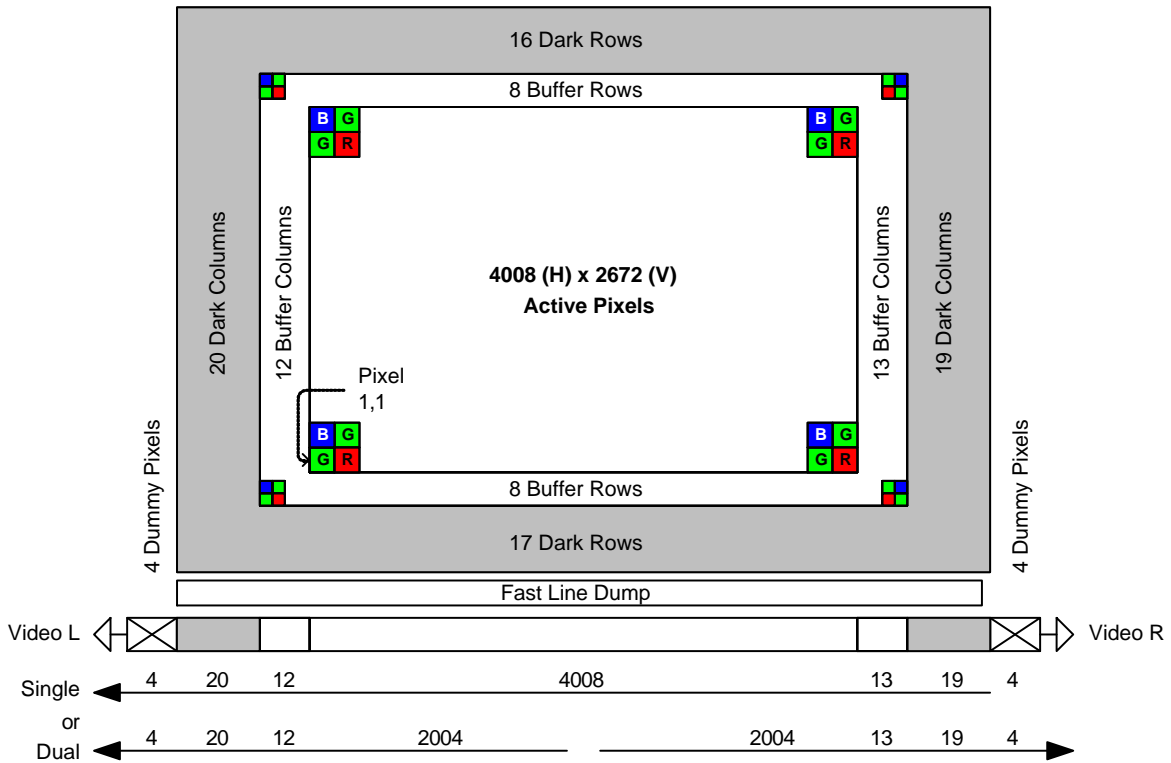 16 Dark Rows
8 Buffer Rows
B G
G R
B G
G R
20 Dark Columns
12 Buffer Columns
4008 (H) x 2672 (V)
Active Pixels
13 Buffer Columns
19 Dark Columns
Pixel
1,1
B G
G R
B G
G R
4 Dummy Pixels
4 Dummy Pixels
8 Buffer Rows
17 Dark Rows
Fast Line Dump
Video L
Video R
Single
4 20 12 4008 13 19 4
or
Dual
4 20 12 2004 2004 13 19 4